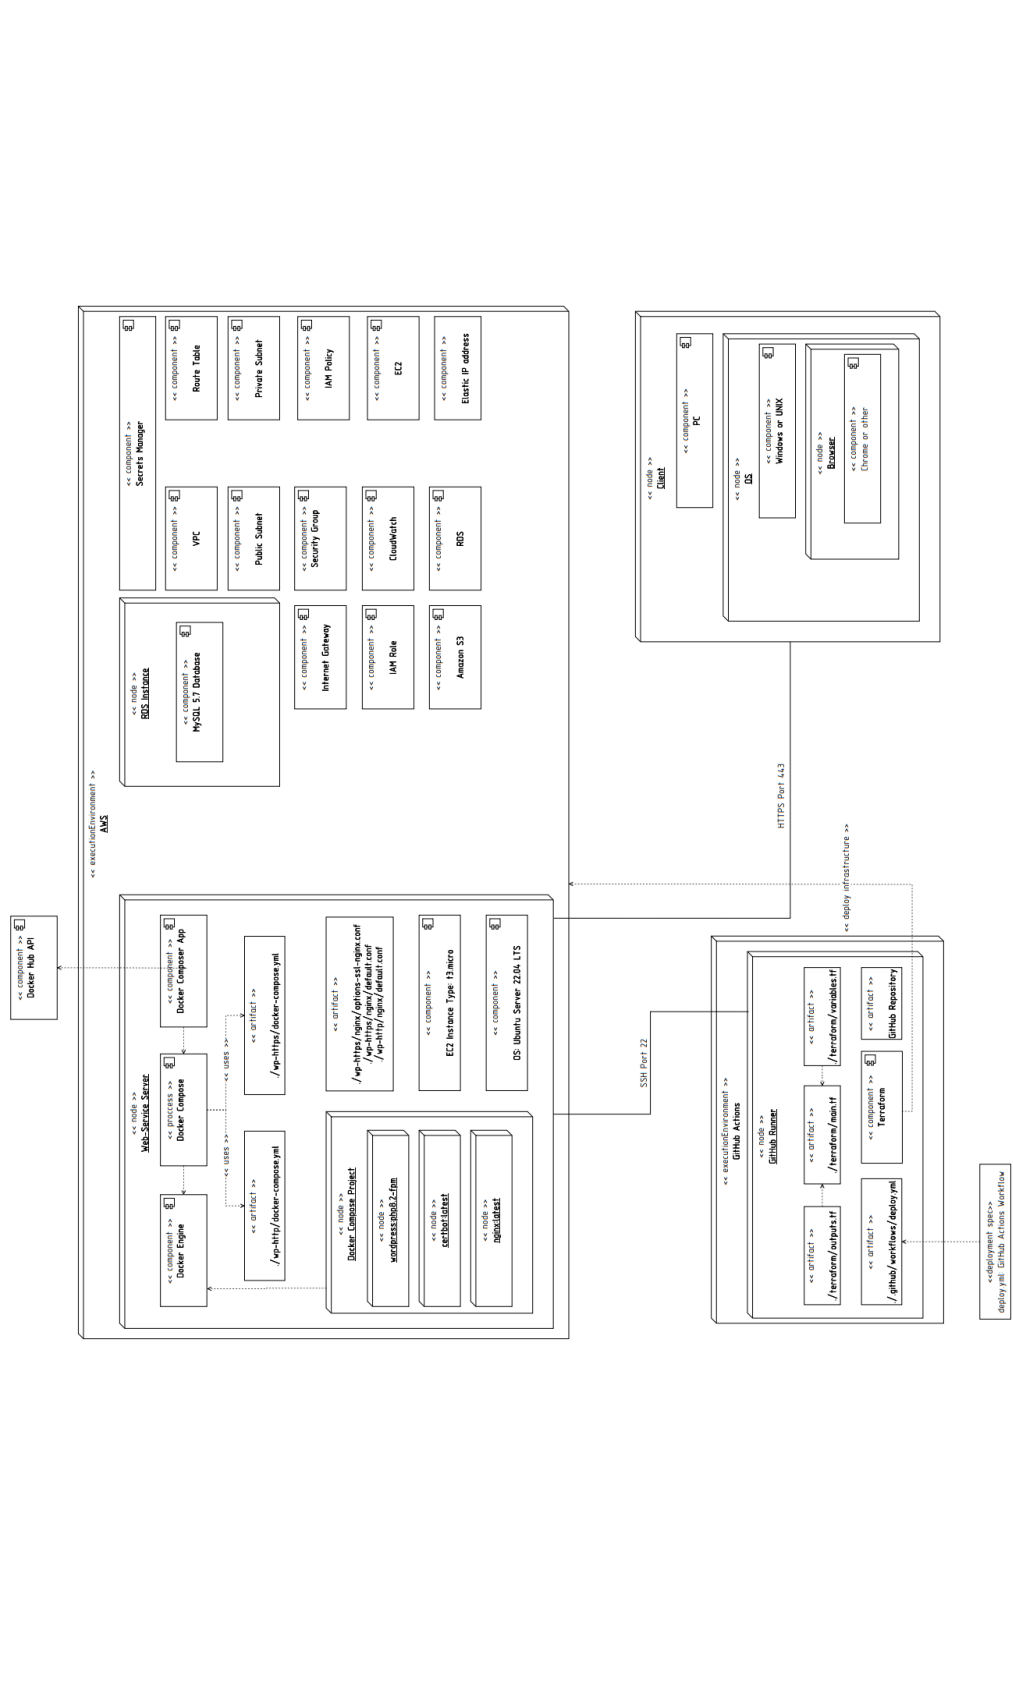 << component >>
Docker Hub API
<< executionEnvironment >>
AWS
<< node >>
Web-Service Server
<< component >>
Docker Engine
<< proccess >>
Docker Compose
<< component >>
Docker Composer App
<< uses >>
<< uses >>
<< artifact >>
./wp-http/docker-compose.yml
<< artifact >>
./wp-https/docker-compose.yml
<< node >>
Docker Compose Project
<< node >>
wordpress:php8.2-fpm
<< node >>
certbot:latest
<< node >>
nginx:latest
<< artifact >>
./wp-https/nginx/options-ssl-nginx.conf
./wp-https/nginx/default.conf
./wp-http/nginx/default.conf
<< component >>
EC2 Instance Type: t3.micro
<< component >>
OS: Ubuntu Server 22.04 LTS
<< node >>
RDS Instance
<< component >>
MySQL 5.7 Database
<< component >>
Secrets Manager
<< component >>
VPC
<< component >>
Route Table
<< component >>
Public Subnet
<< component >>
Private Subnet
<< component >>
Internet Gateway
<< component >>
Security Group
<< component >>
IAM Policy
<< component >>
IAM Role
<< component >>
CloudWatch
<< component >>
EC2
<< component >>
Amazon S3
<< component >>
RDS
<< component >>
Elastic IP address
SSH Port 22
HTTPS Port 443
<< deploy infrastructure >>
<< node >>
Client
<< component >>
PC
<< node >>
OS
<< component >>
Windows or UNIX
<< node >>
Browser
<< component >>
Chrome or other
<< executionEnvironment >>
GitHub Actions
<< node >>
GitHub Runner
<< artifact >>
./terraform/outputs.tf
<< artifact >>
./terraform/main.tf
<< artifact >>
./terraform/variables.tf
<< artifact >>
./.github/workflows/deploy.yml
<< component >>
Terraform
<< artifact >>
GitHub Repository
<<deployment spec>>
deploy.yml GitHub Actions Workflow